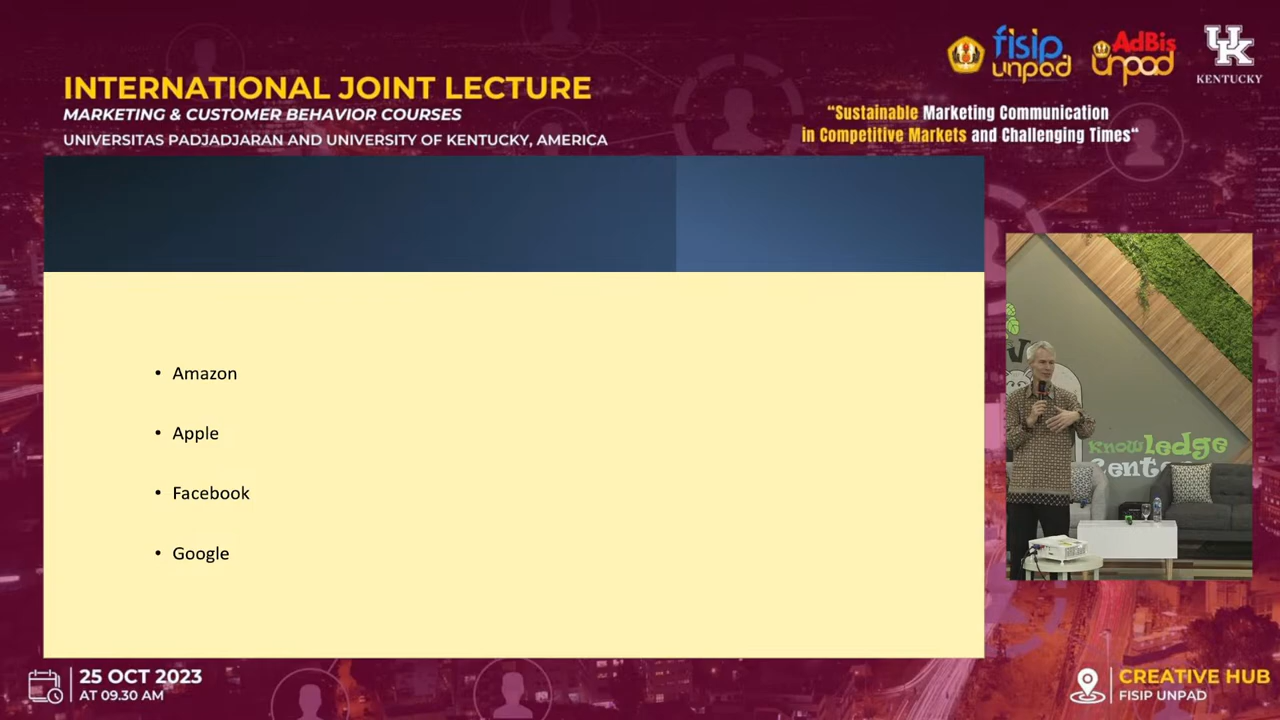 INTERNATIONAL JOINT LECTURE
MARKETING & CUSTOMER BEHAVIOR COURSES
UNIVERSITAS PADJADJARAN AND UNIVERSITY OF KENTUCKY, AMERICA
fisip
unpad
AdBis
unpad
UK
KENTUCKY
“Sustainable Marketing Communication
in Competitive Markets and Challenging Times“
• Amazon
• Apple
• Facebook
• Google
Knowledge
25 OCT 2023
AT 09.30 AM
CREATIVE HUB
FISIP UNPAD